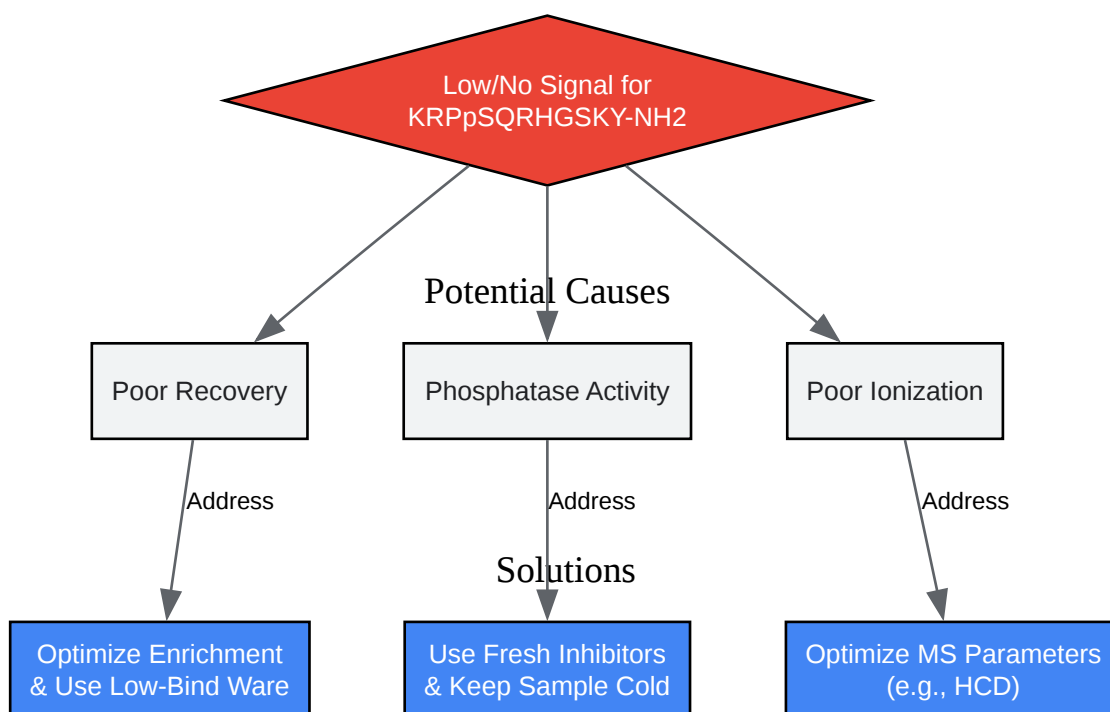 Low/No Signal for
KRPpSQRHGSKY-NH2
Potential Causes
Poor Recovery
Phosphatase Activity
Poor Ionization
Address
Address
Address
Solutions
Optimize Enrichment
& Use Low-Bind Ware
Use Fresh Inhibitors
& Keep Sample Cold
Optimize MS Parameters
(e.g., HCD)